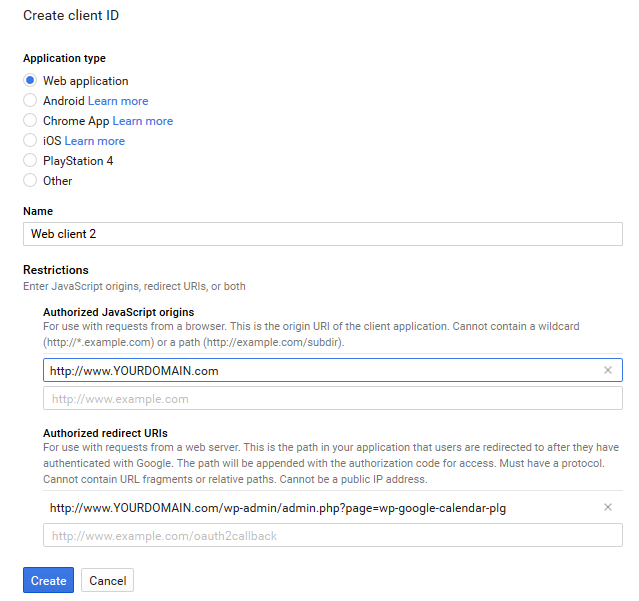 Create client ID
Application type
Web application
Android Learn more
Chrome App Learn more
iOS Learn more
PlayStation 4
Other
Name
Web client 2
Restrictions
Enter JavaScript origins, redirect URIs, or both
Authorized JavaScript origins
For use with requests from a browser. This is the origin URI of the client application. Cannot contain a wildcard
(http://*.example.com) or a path (http://example.com/subdir).
http://www.YOURDOMAIN.com
http://www.example.com
Authorized redirect URIs
For use with requests from a web server. This is the path in your application that users are redirected to after they have
authenticated with Google. The path will be appended with the authorization code for access. Must have a protocol.
Cannot contain URL fragments or relative paths. Cannot be a public IP address.
http://www.YOURDOMAIN.com/wp-admin/admin.php?page=wp-google-calendar-plg
http://www.example.com/oauth2callback
Create Cancel